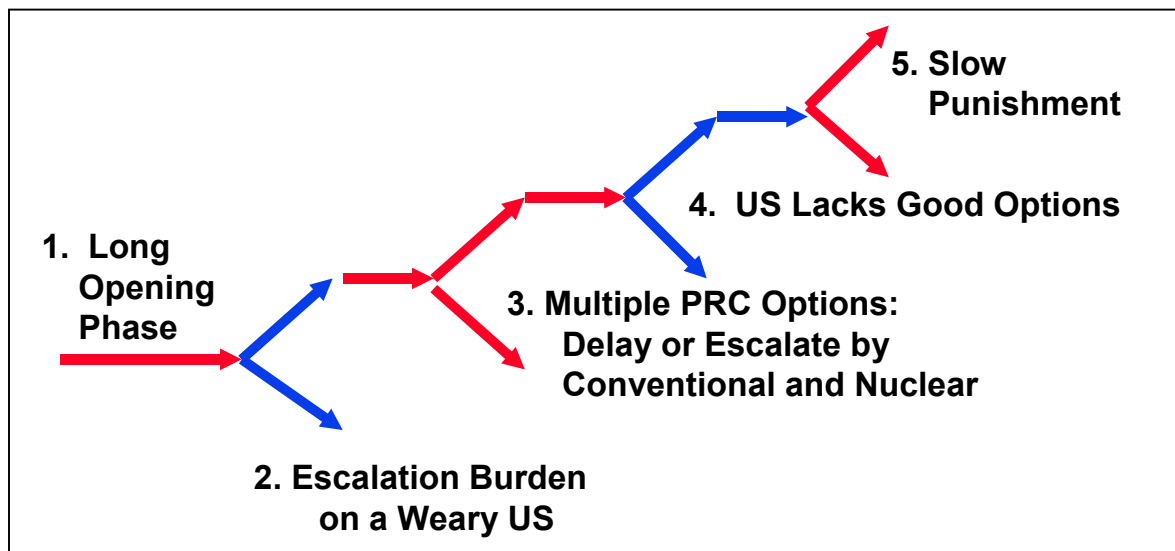 1. Long
Opening
Phase
2. Escalation Burden
on a Weary US
3. Multiple PRC Options:
Delay or Escalate by
Conventional and Nuclear
4. US Lacks Good Options
5. Slow
Punishment